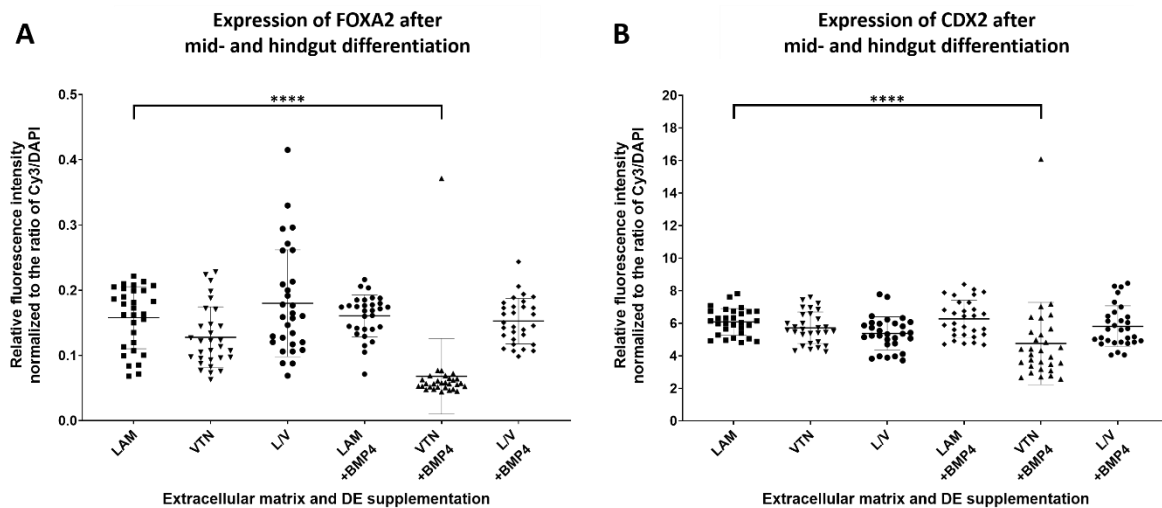 A
Expression of FOXA2 after
mid- and hindgut differentiation
Relative fluorescence intensity
normalized to the ratio of Cy3/DAPI
0.5
0.4
0.3
0.2
0.1
0.0
****
LAM
VTN
L/V
LAM
+BMP4
VTN
+BMP4
L/V
+BMP4
Extracellular matrix and DE supplementation
B
Expression of CDX2 after
mid- and hindgut differentiation
Relative fluorescence intensity
normalized to the ratio of Cy3/DAPI
20
18
16
14
12
10
8
6
4
2
0
****
LAM
VTN
L/V
LAM
+BMP4
VTN
+BMP4
L/V
+BMP4
Extracellular matrix and DE supplementation